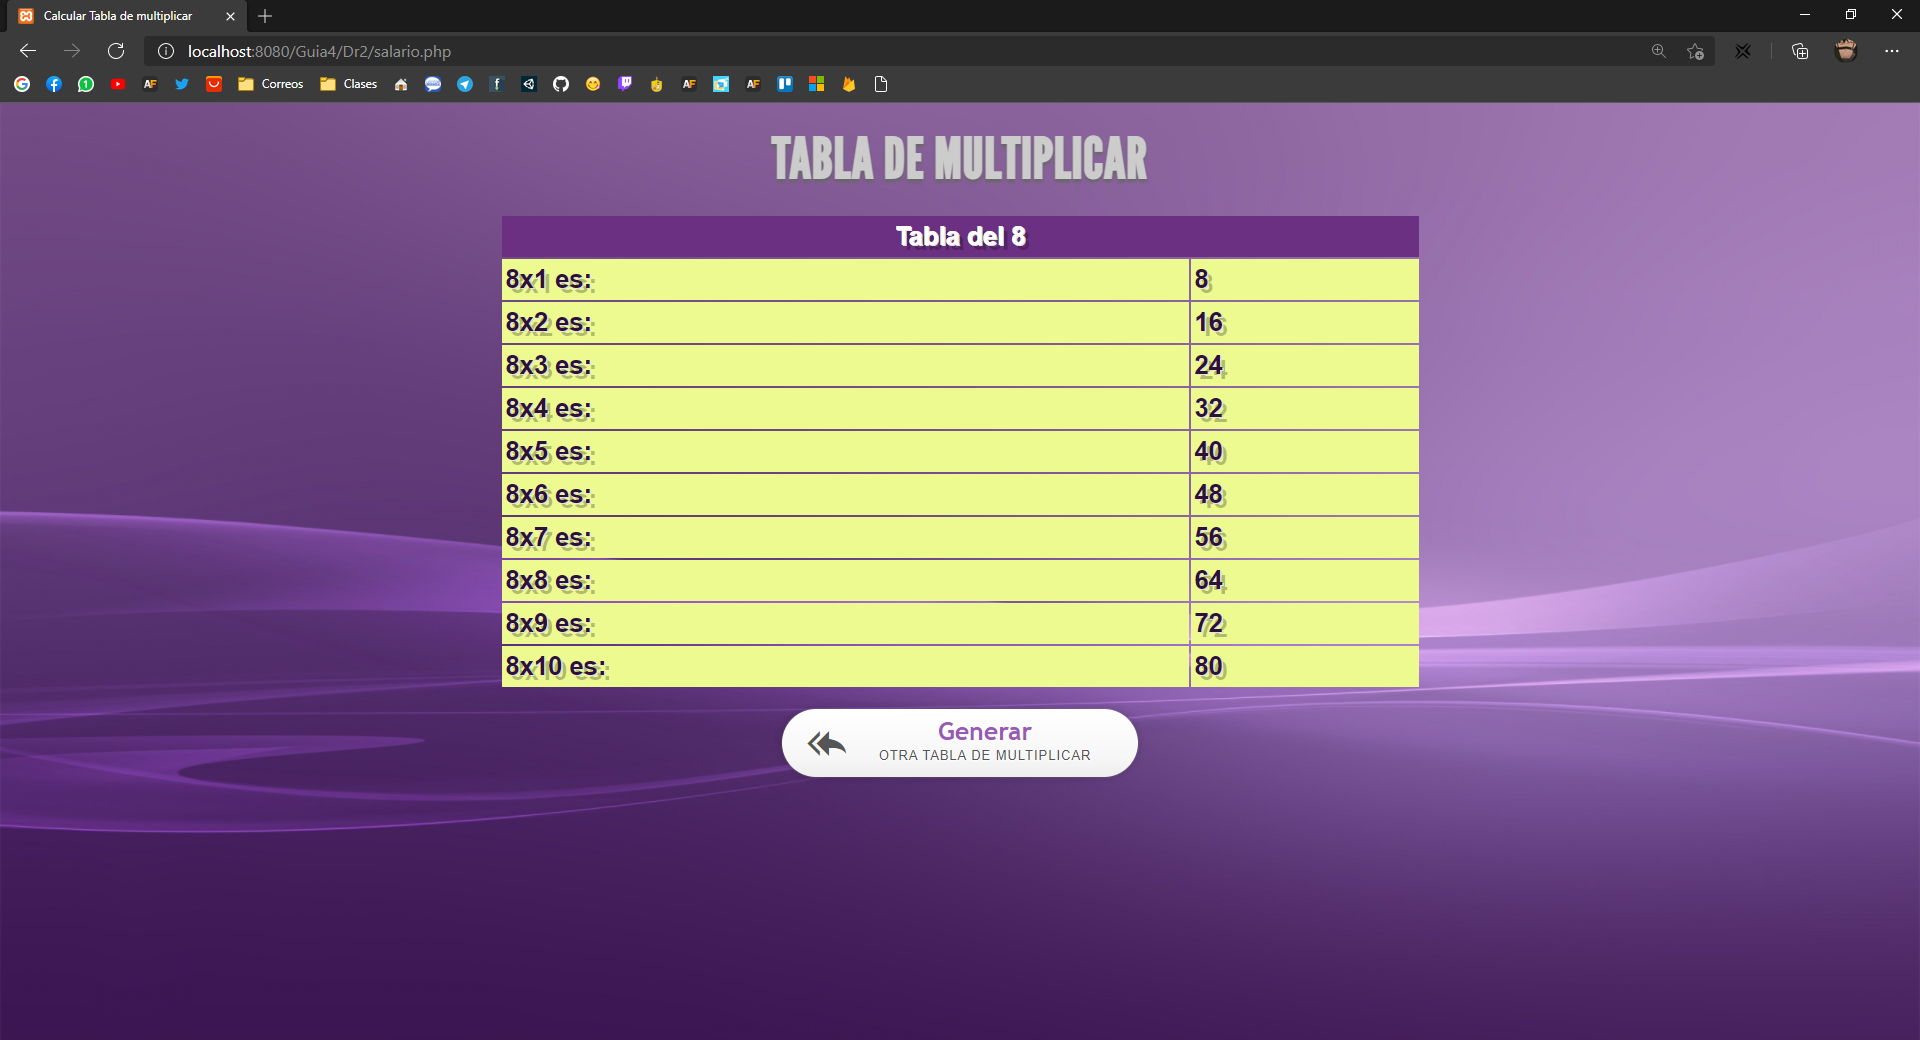 Calcular Tabla de multiplicar
localhost:8080/Guia4/Dr2/salario.php
Correos
Clases
TABLA DE MULTIPLICAR
Tabla del 8
8x1 es: 8
8x2 es: 16
8x3 es: 24
8x4 es: 32
8x5 es: 40
8x6 es: 48
8x7 es: 56
8x8 es: 64
8x9 es: 72
8x10 es: 80
Generar
OTRA TABLA DE MULTIPLICAR